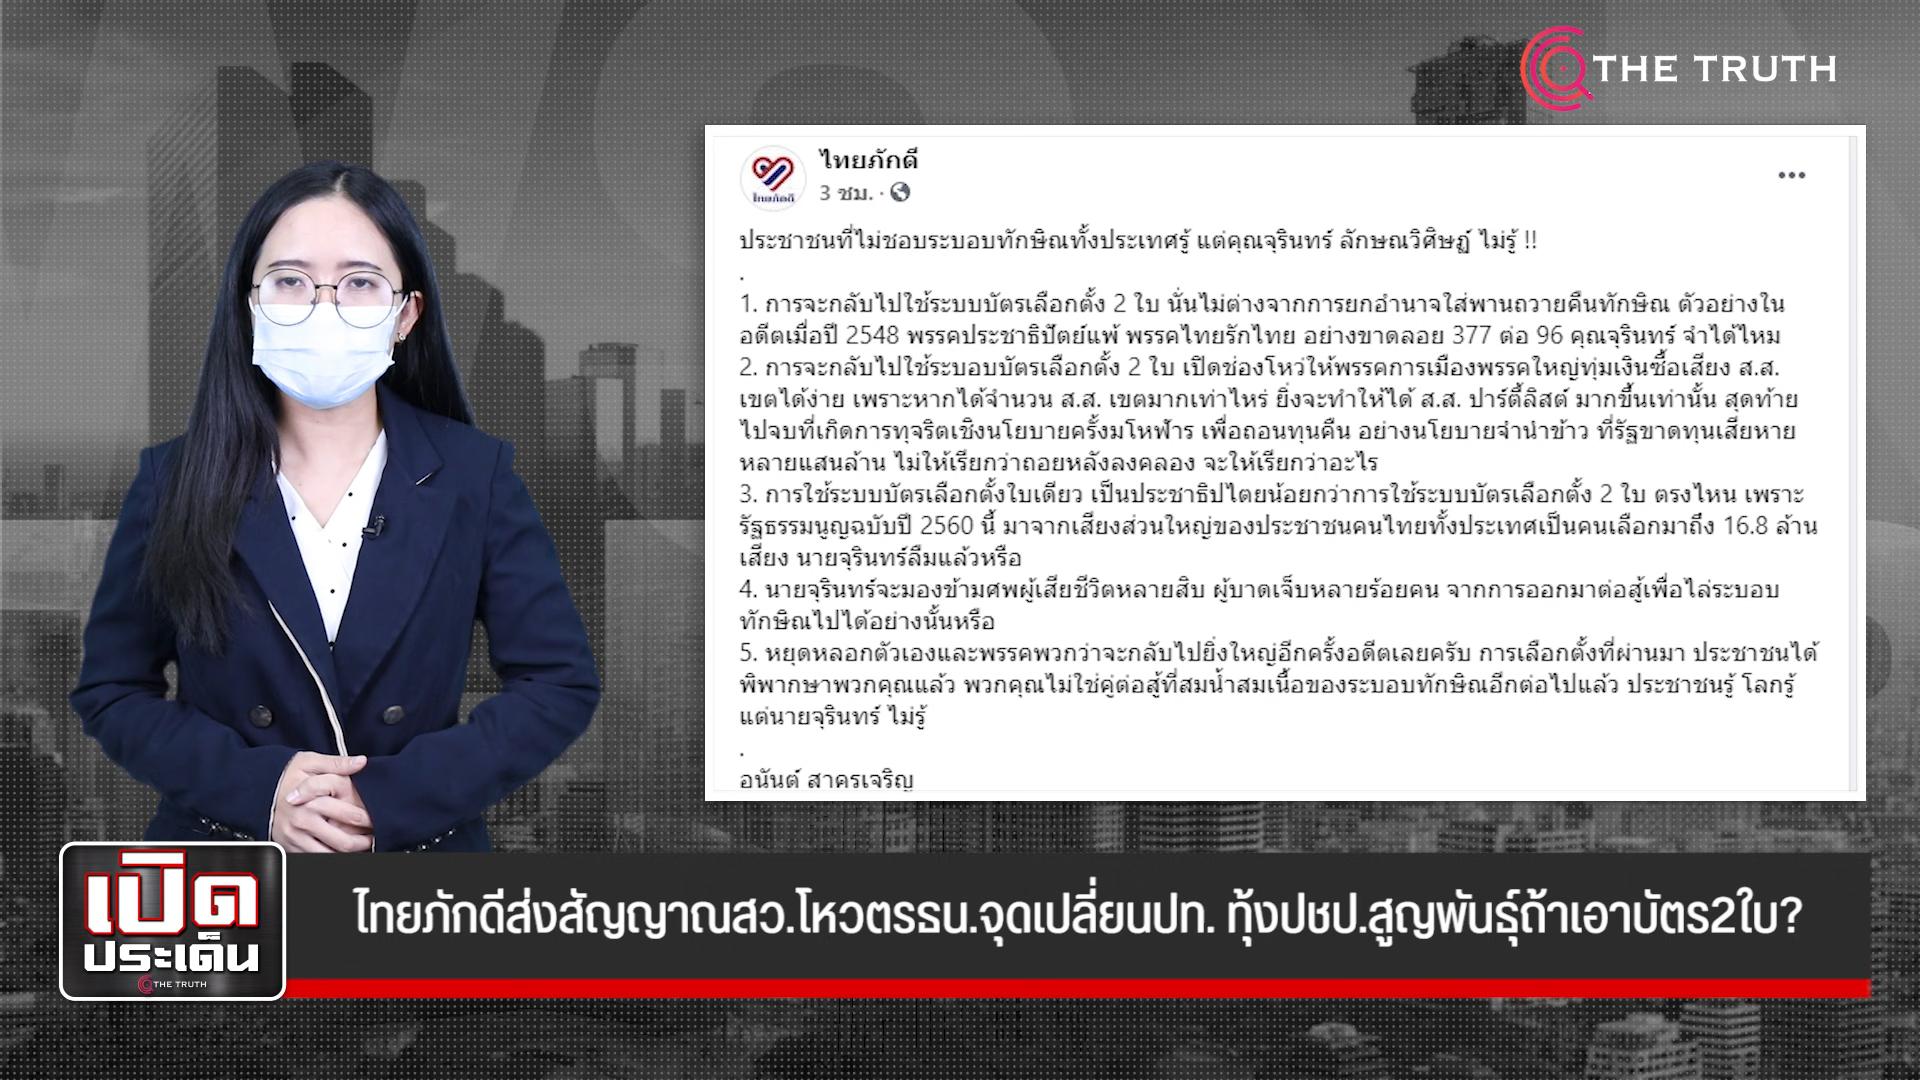 THE TRUTH
ไทยภักดี
ไทยภักดี
3 ชม. ·
ประชาชนที่ไม่ชอบระบอบทักษิณทั้งประเทศรู้ แต่คุณจุรินทร์ ลักษณวิศิษฏ์ ไม่รู้ !!
.
1. การจะกลับไปใช้ระบบบัตรเลือกตั้ง 2 ใบ นั่นไม่ต่างจากการยกอำนาจใส่พานถวายคืนทักษิณ ตัวอย่างใน
อดีตเมื่อปี 2548 พรรคประชาธิปัตย์แพ้ พรรคไทยรักไทย อย่างขาดลอย 377 ต่อ 96 คุณจุรินทร์ จำได้ไหม
2. การจะกลับไปใช้ระบอบบัตรเลือกตั้ง 2 ใบ เปิดช่องโหว่ให้พรรคการเมืองพรรคใหญ่ทุ่มเงินซื้อเสียง ส.ส.
เขตได้ง่าย เพราะหากได้จำนวน ส.ส. เขตมากเท่าไหร่ ยิ่งจะทำให้ได้ ส.ส. ปาร์ตี้ลิสต์ มากขึ้นเท่านั้น สุดท้าย
ไปจบที่เกิดการทุจริตเชิงนโยบายครั้งมโหฬาร เพื่อถอนทุนคืน อย่างนโยบายจำนำข้าว ที่รัฐขาดทุนเสียหาย
หลายแสนล้าน ไม่ให้เรียกว่าถอยหลังลงคลอง จะให้เรียกว่าอะไร
3. การใช้ระบบบัตรเลือกตั้งใบเดียว เป็นประชาธิปไตยน้อยกว่าการใช้ระบบบัตรเลือกตั้ง 2 ใบ ตรงไหน เพราะ
รัฐธรรมนูญฉบับปี 2560 นี้ มาจากเสียงส่วนใหญ่ของประชาชนคนไทยทั้งประเทศเป็นคนเลือกมาถึง 16.8 ล้าน
เสียง นายจุรินทร์ลืมแล้วหรือ
4. นายจุรินทร์จะมองข้ามศพผู้เสียชีวิตหลายสิบ ผู้บาดเจ็บหลายร้อยคน จากการออกมาต่อสู้เพื่อไล่ระบอบ
ทักษิณไปได้อย่างนั้นหรือ
5. หยุดหลอกตัวเองและพรรคพวกว่าจะกลับไปยิ่งใหญ่อีกครั้งอดีตเลยครับ การเลือกตั้งที่ผ่านมา ประชาชนได้
พิพากษาพวกคุณแล้ว พวกคุณไม่ใช่คู่ต่อสู้ที่สมน้ำสมเนื้อของระบอบทักษิณอีกต่อไปแล้ว ประชาชนรู้ โลกรู้
แต่นายจุรินทร์ ไม่รู้
.
อนันต์ สาครเจริญ
เปิด
ประเด็น
THE TRUTH
ไทยภักดีส่งสัญญาณสว.โหวตรธน.จุดเปลี่ยนปท. ทุ้งปชป.สูญพันธุ์ถ้าเอาบัตร2ใบ?